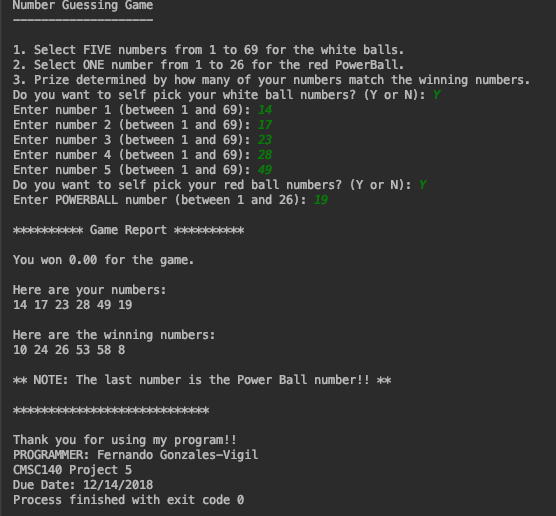 Number Guessing Game
--------------------
1. Select FIVE numbers from 1 to 69 for the white balls.
2. Select ONE number from 1 to 26 for the red PowerBall.
3. Prize determined by how many of your numbers match the winning numbers.
Do you want to self pick your white ball numbers? (Y or N): Y
Enter number 1 (between 1 and 69): 14
Enter number 2 (between 1 and 69): 17
Enter number 3 (between 1 and 69): 23
Enter number 4 (between 1 and 69): 28
Enter number 5 (between 1 and 69): 49
Do you want to self pick your red ball numbers? (Y or N): Y
Enter POWERBALL number (between 1 and 26): 19
********** Game Report **********
You won 0.00 for the game.
Here are your numbers:
14 17 23 28 49 19
Here are the winning numbers:
10 24 26 53 58 8
** NOTE: The last number is the Power Ball number!! **
****************************
Thank you for using my program!!
PROGRAMMER: Fernando Gonzales-Vigil
CMSC140 Project 5
Due Date: 12/14/2018
Process finished with exit code 0